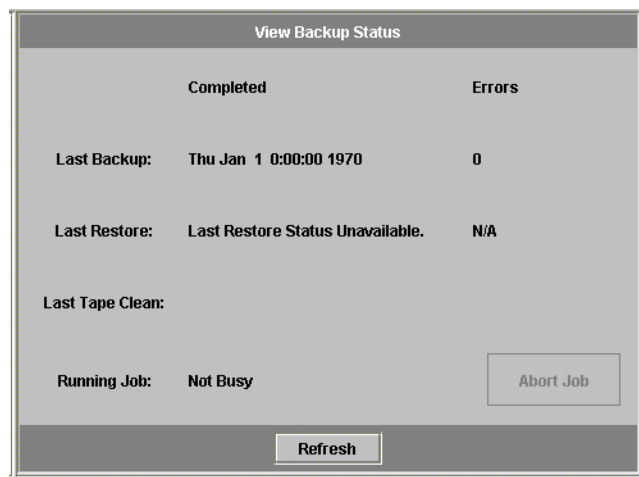 View Backup Status
Completed Errors
Last Backup: Thu Jan 1 0:00:00 1970 0
Last Restore: Last Restore Status Unavailable. N/A
Last Tape Clean:
Running Job: Not Busy Abort Job
Refresh